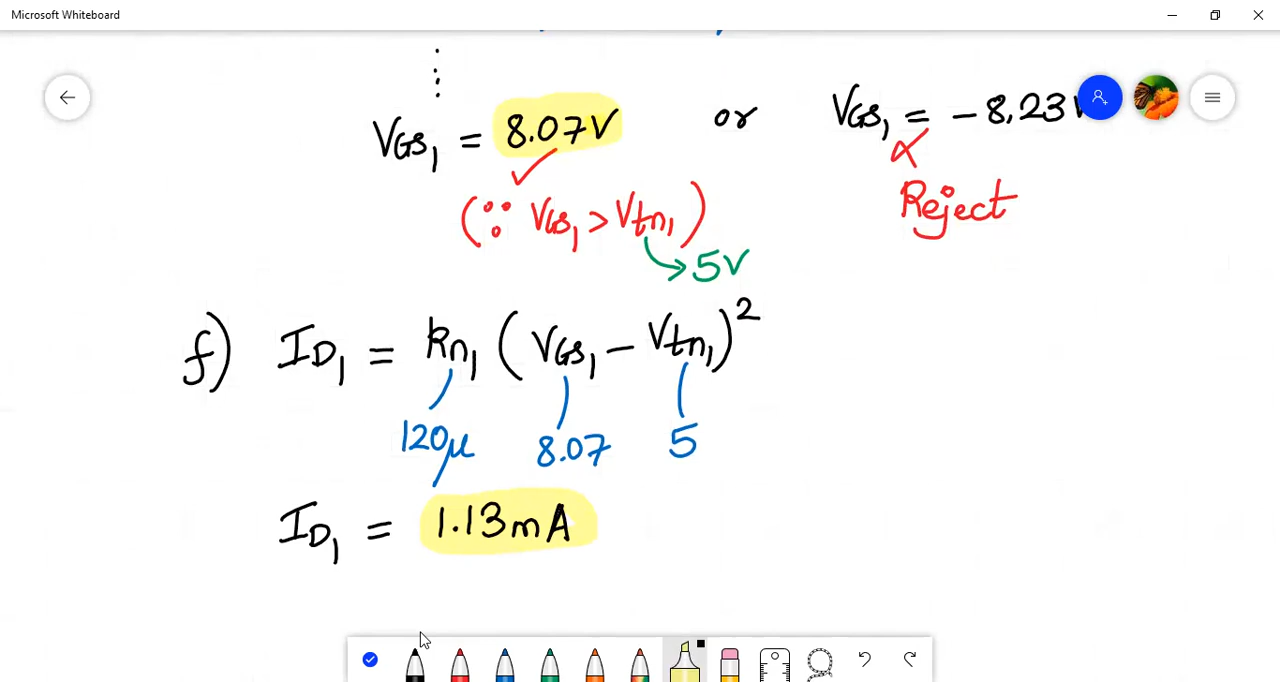 Microsoft Whiteboard
VGS₁ = 8.07V or VGS₁ = -8.23
(∵ VGS₁ > Vtn₁) Reject
5V
f) ID₁ = kn₁ (VGS₁ - Vtn₁)²
120μ 8.07 5
ID₁ = 1.13mA